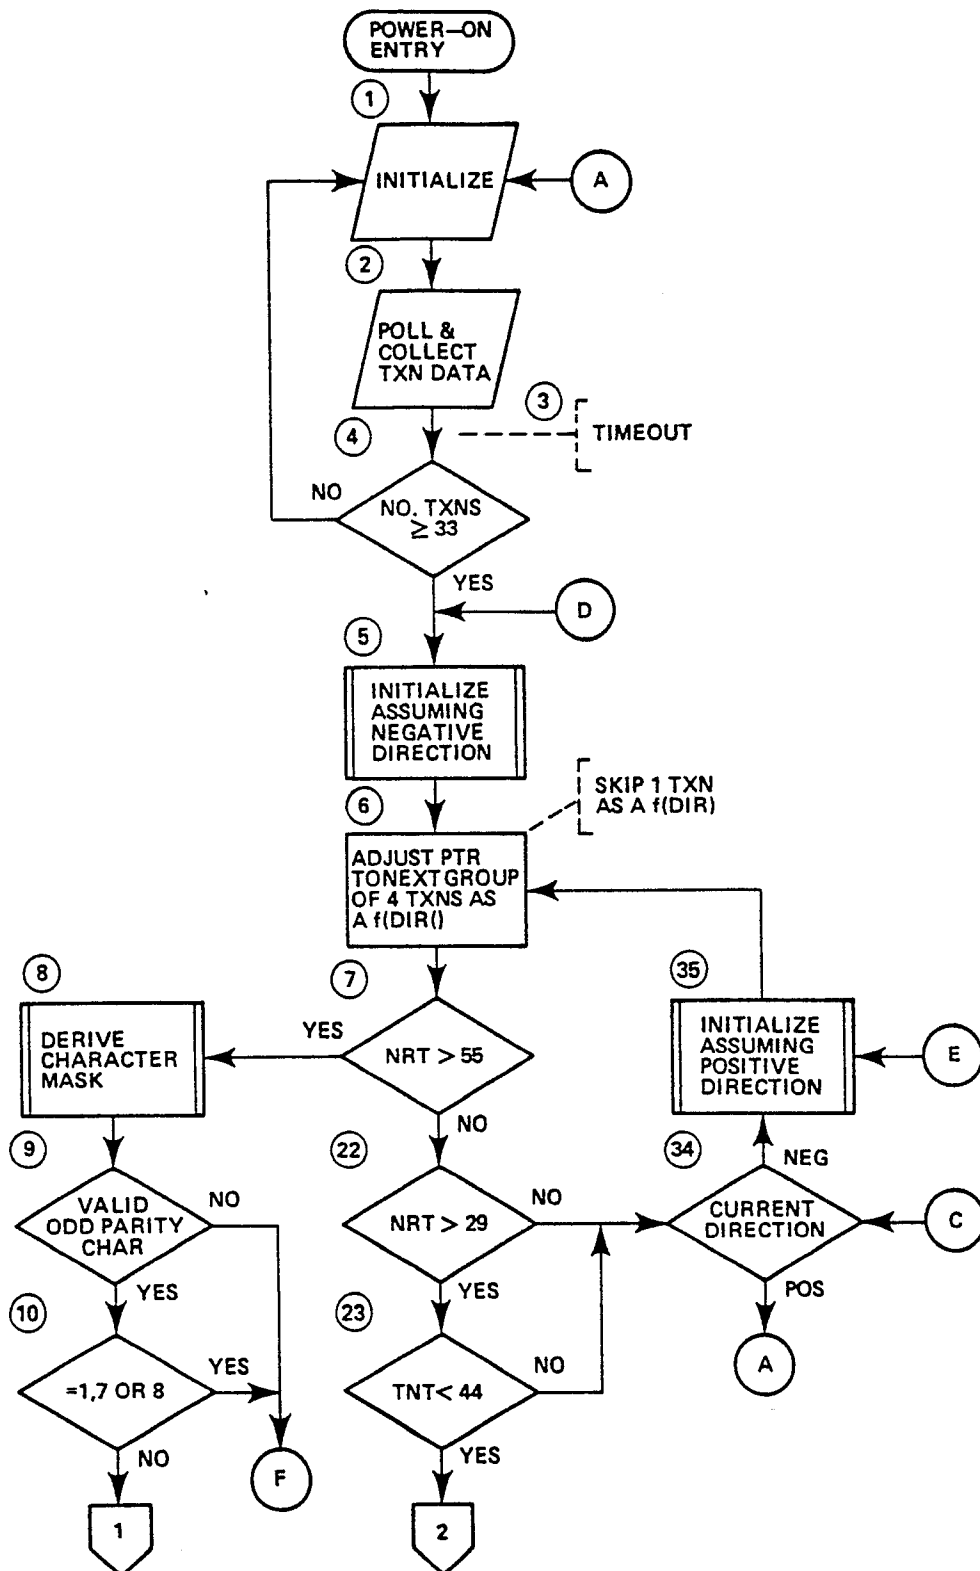 POWER–ON
ENTRY
1
INITIALIZE
A
2
POLL &
COLLECT
TXN DATA
3
TIMEOUT
4
NO
NO. TXNS
≥ 33
YES
D
5
INITIALIZE
ASSUMING
NEGATIVE
DIRECTION
6
SKIP 1 TXN
AS A f(DIR)
ADJUST PTR
TONEXT GROUP
OF 4 TXNS AS
A f(DIR()
7
NRT > 55
YES
NO
8
DERIVE
CHARACTER
MASK
35
INITIALIZE
ASSUMING
POSITIVE
DIRECTION
E
9
VALID
ODD PARITY
CHAR
NO
YES
22
NRT > 29
NO
YES
34
NEG
CURRENT
DIRECTION
C
POS
A
10
=1,7 OR 8
YES
NO
F
1
23
TNT < 44
NO
YES
2